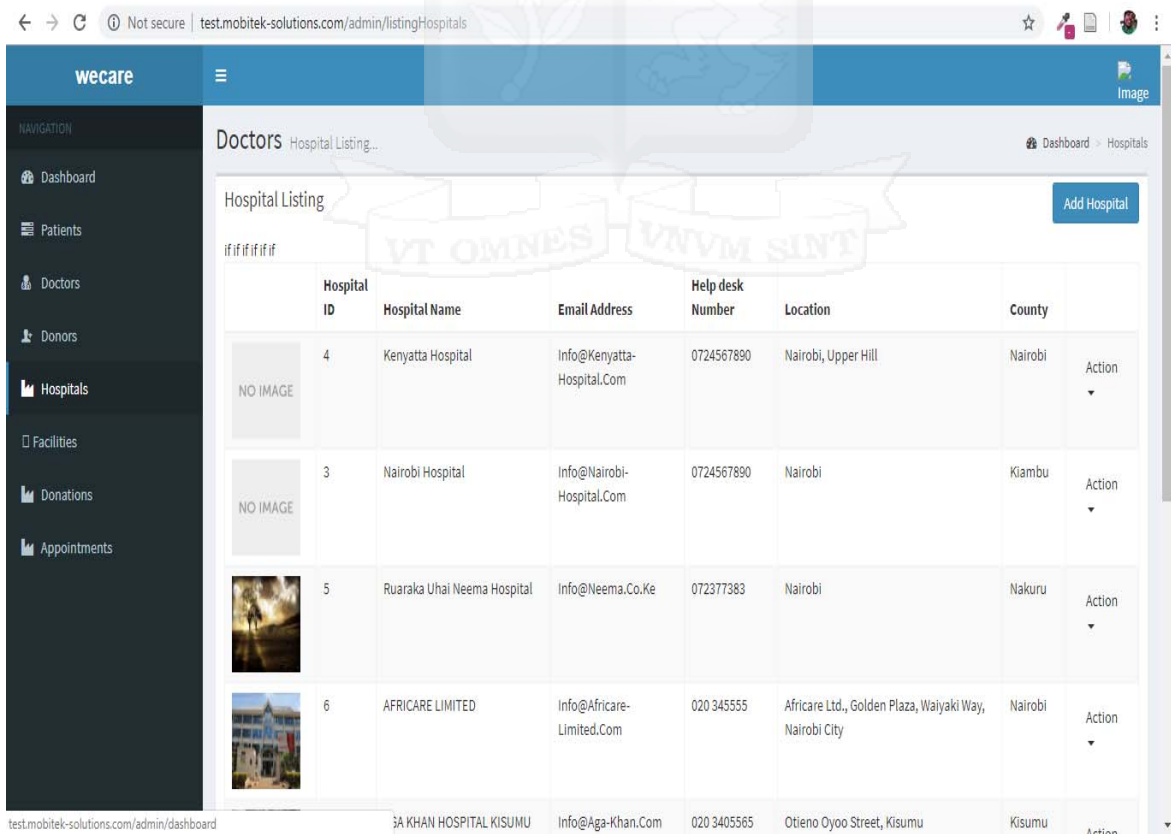 Not secure | test.mobitek-solutions.com/admin/listingHospitals
wecare
Image
NAVIGATION
Dashboard
Patients
Doctors
Donors
Hospitals
Facilities
Donations
Appointments
Doctors Hospital Listing...
Dashboard > Hospitals
Hospital Listing
Add Hospital
VT OMNES VNVM SINT
if if if if if if
Hospital ID Hospital Name Email Address Help desk Number Location County
4 Kenyatta Hospital Info@Kenyatta-Hospital.Com 0724567890 Nairobi, Upper Hill Nairobi Action
NO IMAGE
3 Nairobi Hospital Info@Nairobi-Hospital.Com 0724567890 Nairobi Kiambu Action
NO IMAGE
5 Ruaraka Uhai Neema Hospital Info@Neema.Co.Ke 072377383 Nairobi Nakuru Action
6 AFRICARE LIMITED Info@Africare-Limited.Com 020 345555 Africare Ltd., Golden Plaza, Waiyaki Way, Nairobi City Nairobi Action
GA KHAN HOSPITAL KISUMU Info@Aga-Khan.Com 020 3405565 Otieno Oyoo Street, Kisumu Kisumu Action
test.mobitek-solutions.com/admin/dashboard